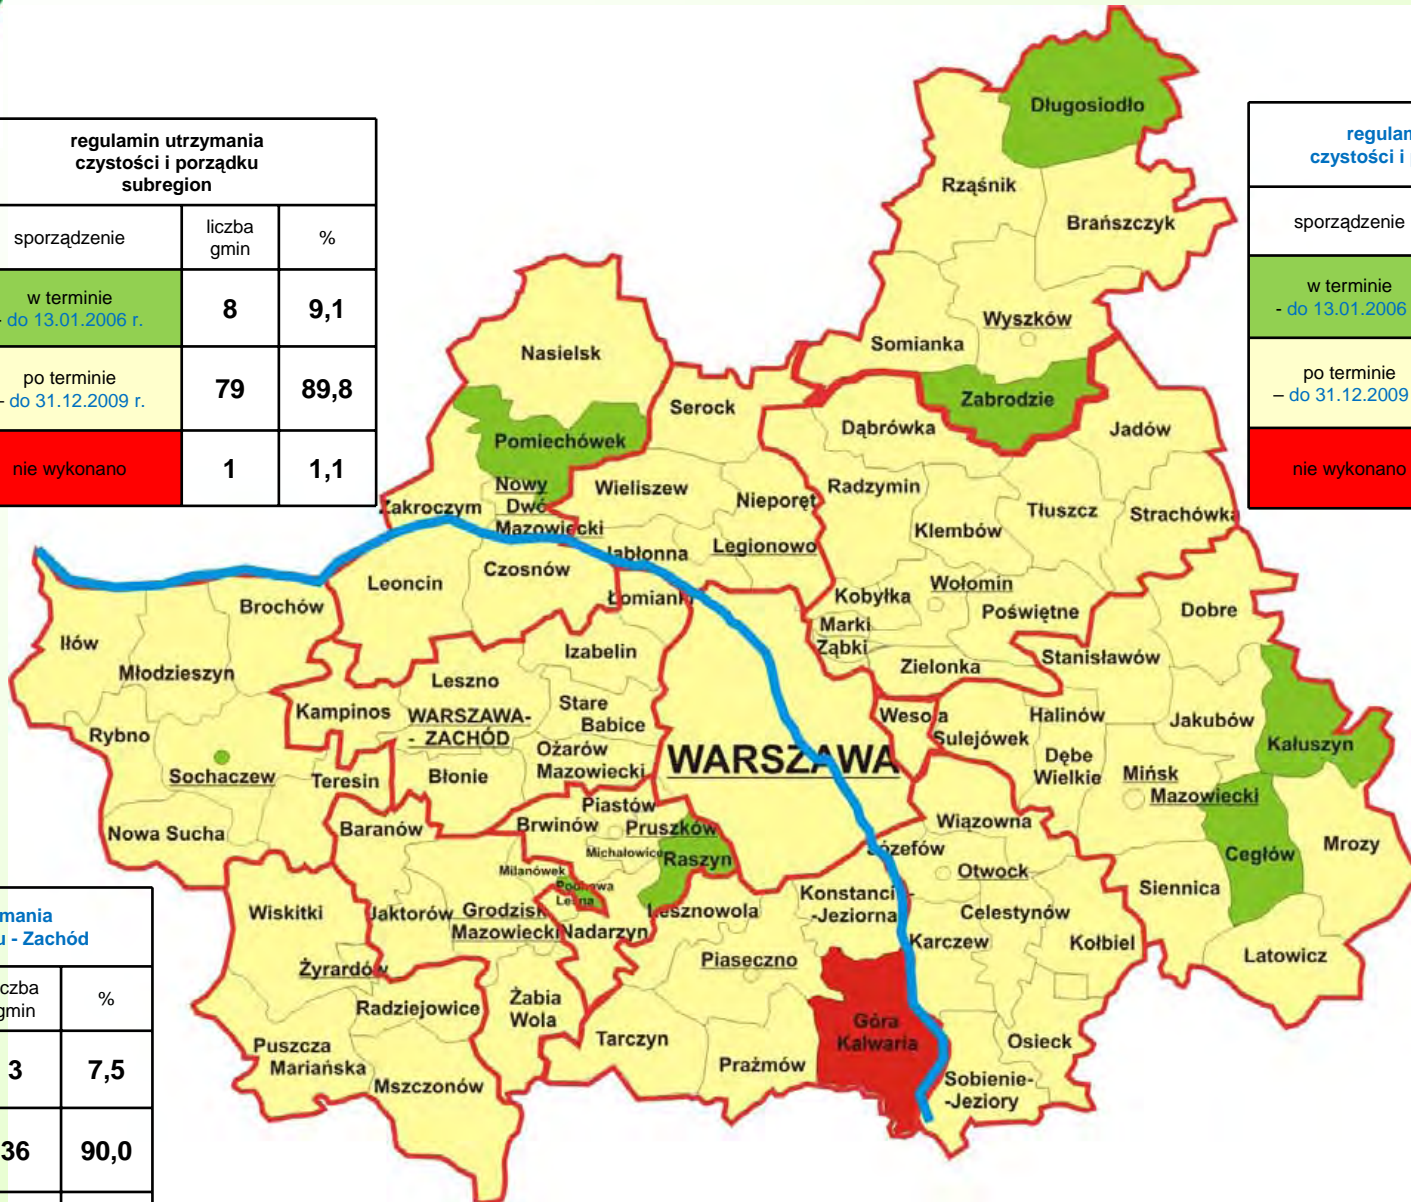 regulamin utrzymania
czystości i porządku
subregion
sporządzenie
liczba
gmin
%
w terminie
- do 13.01.2006 r.
8
9,1
po terminie
- do 31.12.2009 r.
79
89,8
nie wykonano
1
1,1
czystości i
sporządzenie
w terminie
- do 13.01.2006
po terminie
– do 31.12.2009
nie wykonano
- Zachód
gmin
%
3
7,5
36
90,0
Długosiodło
Rząśnik
Brańszczyk
Wyszków
Somianka
Nasielsk
Zabrodzie
Serock
Dąbrówka
Jadów
Pomiechówek
Nowy
Mazowiecki
Zakroczym
Wieliszew
Nieporęt
Radzymin
Klembów
Tłuszcz
Strachówka
Jabłonna
Legionowo
Leoncin
Czosnów
Łomianki
Brochów
Iłów
Młodzieszyn
Kobyłka
Wołomin
Poświętne
Dobre
Marki
Ząbki
Zielonka
Stanisławów
Izabelin
Leszno
Kampinos
WARSZAWA-
- ZACHÓD
Stare
Babice
Rybno
Sochaczew
Teresin
Błonie
Ożarów
Mazowiecki
WARSZAWA
Wesoła
Sulejówek
Halinów
Jakubów
Kałuszyn
Dębe
Wielkie
Mińsk
Mazowiecki
Nowa Sucha
Baranów
Piastów
Brwinów
Pruszków
Michałowice
Raszyn
Milanówek
Podkowa
Leśna
Wiązowna
Józefów
Otwock
Cegłów
Mrozy
Siennica
Wiskitki
Jaktorów
Grodzisk
Mazowiecki
Nadarzyn
Lesznowola
Konstancin-
-Jeziorna
Celestynów
Karczew
Kołbiel
Latowicz
Żyrardów
Radziejowice
Żabia
Wola
Piaseczno
Góra
Kalwaria
Osieck
Puszcza
Mariańska
Mszczonów
Tarczyn
Prażmów
Sobienie-
-Jeziory